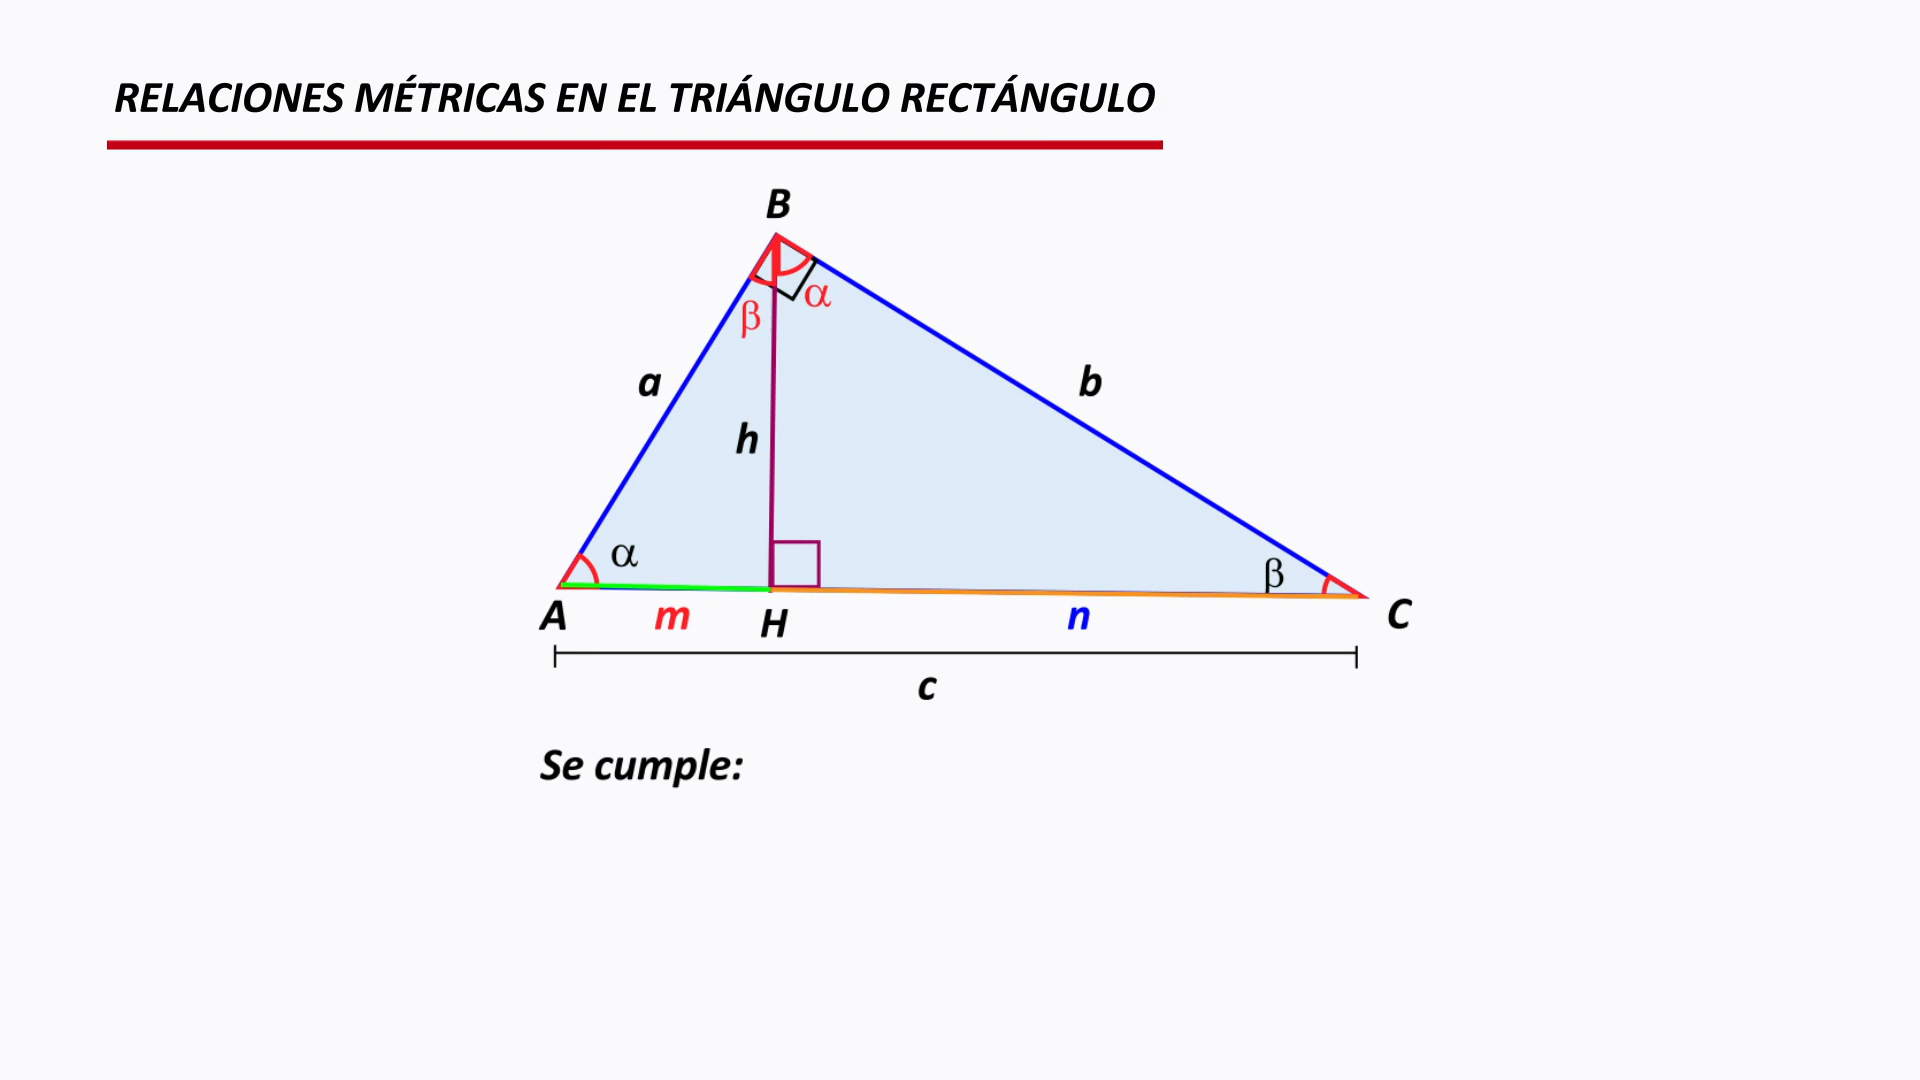 RELACIONES MÉTRICAS EN EL TRIÁNGULO RECTÁNGULO
B
β α
a b
h
α β
A m H n C
c
Se cumple: